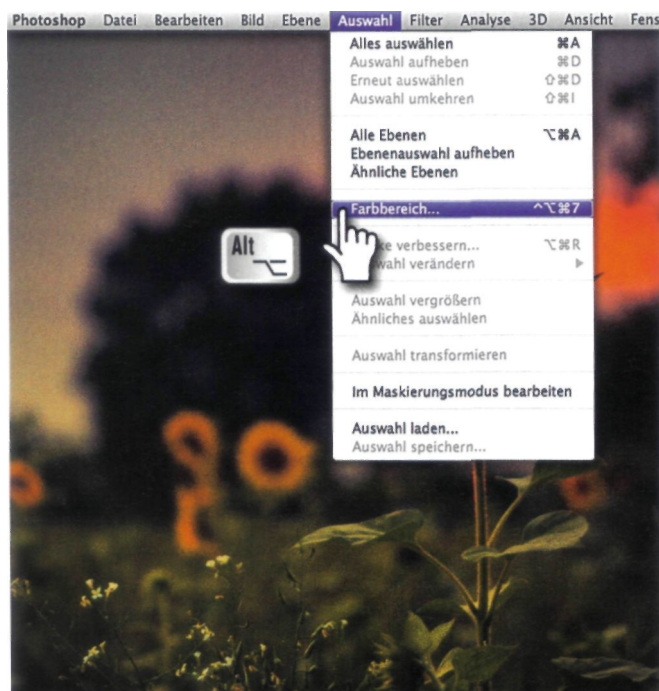 Photoshop Datei Bearbeiten Bild Ebene Auswahl Filter Analyse 3D Ansicht Fens
Alles auswählen ⌘A
Auswahl aufheben ⌘D
Erneut auswählen ⇧⌘D
Auswahl umkehren ⇧⌘I
Alle Ebenen ⌥⌘A
Ebenenauswahl aufheben
Ähnliche Ebenen
Farbbereich... ^⌥⌘7
Alt
verbessern... ⌥⌘R
verändern
Auswahl vergrößern
Ähnliches auswählen
Auswahl transformieren
Im Maskierungsmodus bearbeiten
Auswahl laden...
Auswahl speichern...